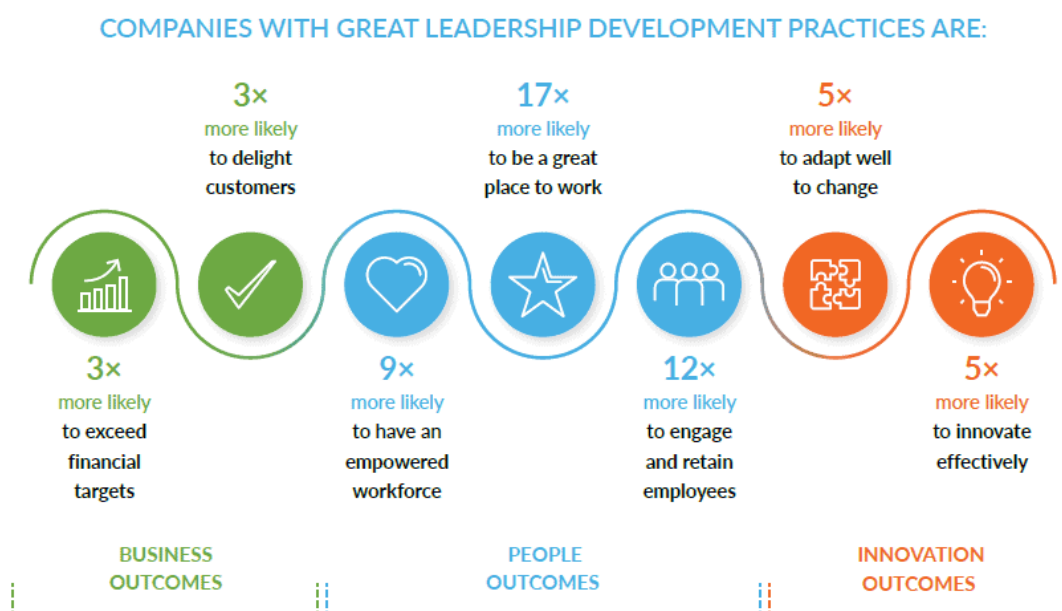 COMPANIES WITH GREAT LEADERSHIP DEVELOPMENT PRACTICES ARE:
3×
more likely
to delight
customers
17×
more likely
to be a great
place to work
5×
more likely
to adapt well
to change
3×
more likely
to exceed
financial
targets
9×
more likely
to have an
empowered
workforce
12×
more likely
to engage
and retain
employees
5×
more likely
to innovate
effectively
BUSINESS
OUTCOMES
PEOPLE
OUTCOMES
INNOVATION
OUTCOMES